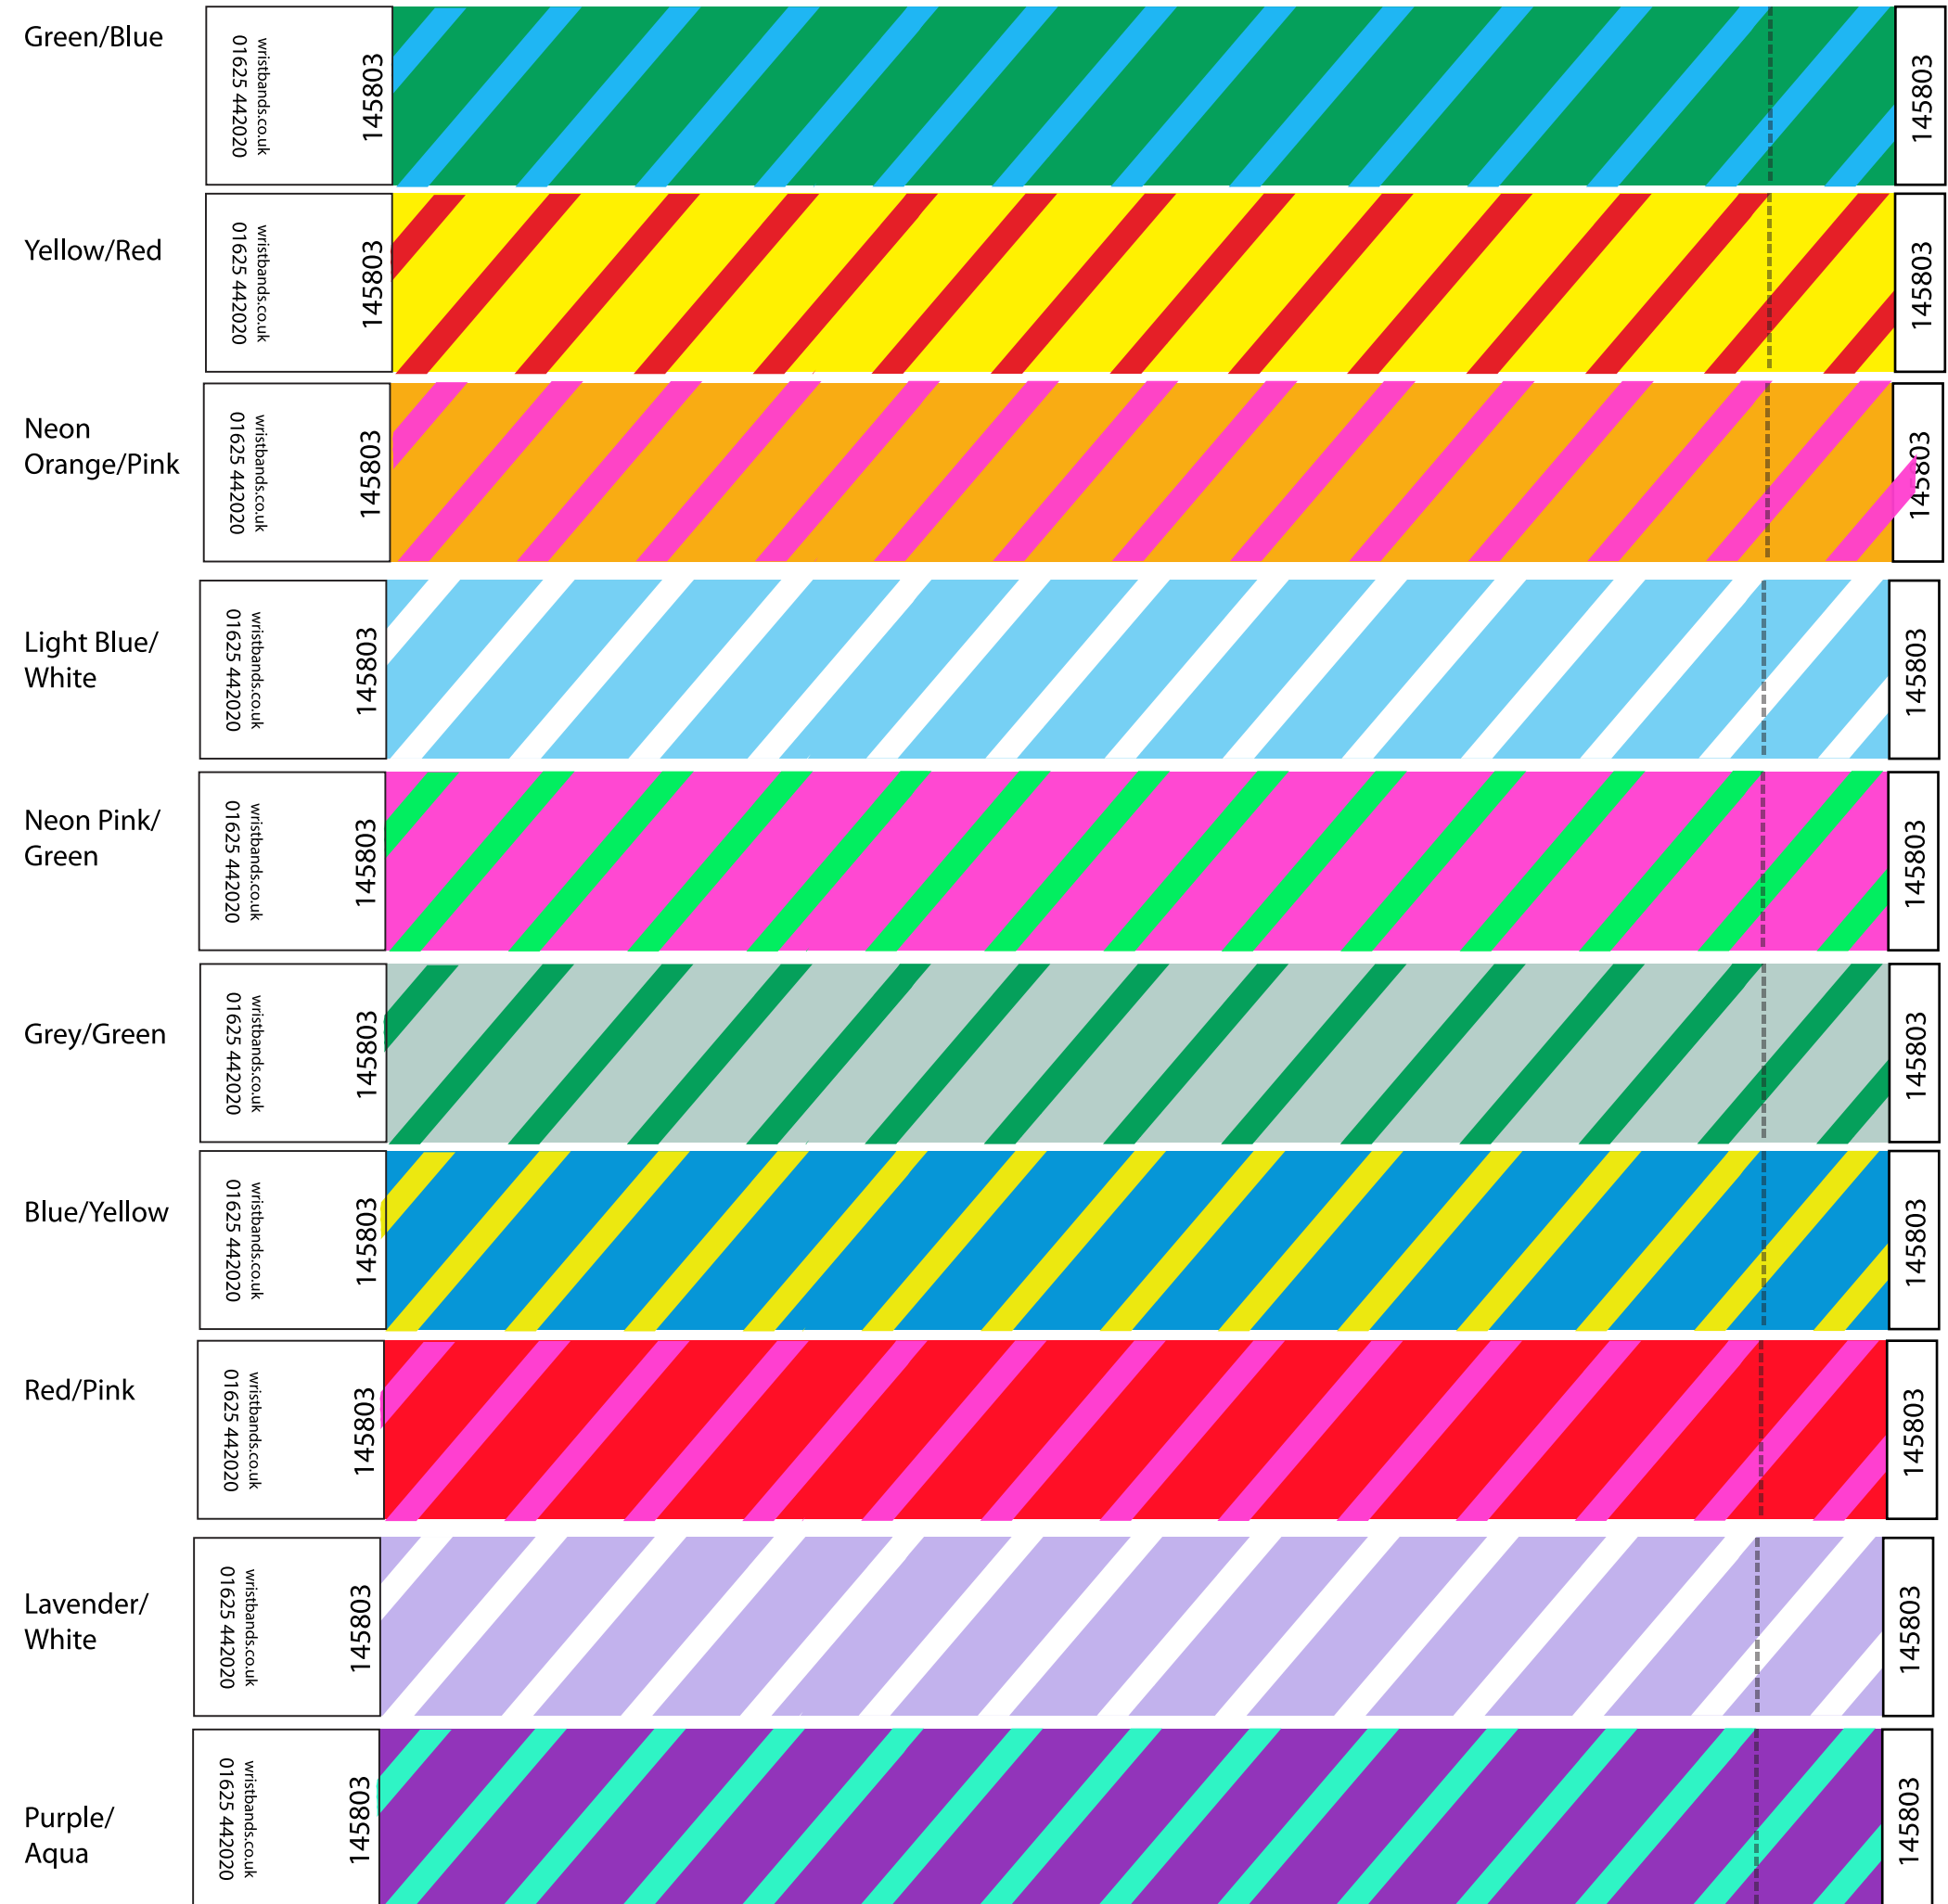 Green/Blue
wristbands.co.uk
01625 442020
145803
145803
Yellow/Red
wristbands.co.uk
01625 442020
145803
145803
Neon
Orange/Pink
wristbands.co.uk
01625 442020
145803
145803
Light Blue/
White
wristbands.co.uk
01625 442020
145803
145803
Neon Pink/
Green
wristbands.co.uk
01625 442020
145803
145803
Grey/Green
wristbands.co.uk
01625 442020
145803
145803
Blue/Yellow
wristbands.co.uk
01625 442020
145803
145803
Red/Pink
wristbands.co.uk
01625 442020
145803
145803
Lavender/
White
wristbands.co.uk
01625 442020
145803
145803
Purple/
Aqua
wristbands.co.uk
01625 442020
145803
145803